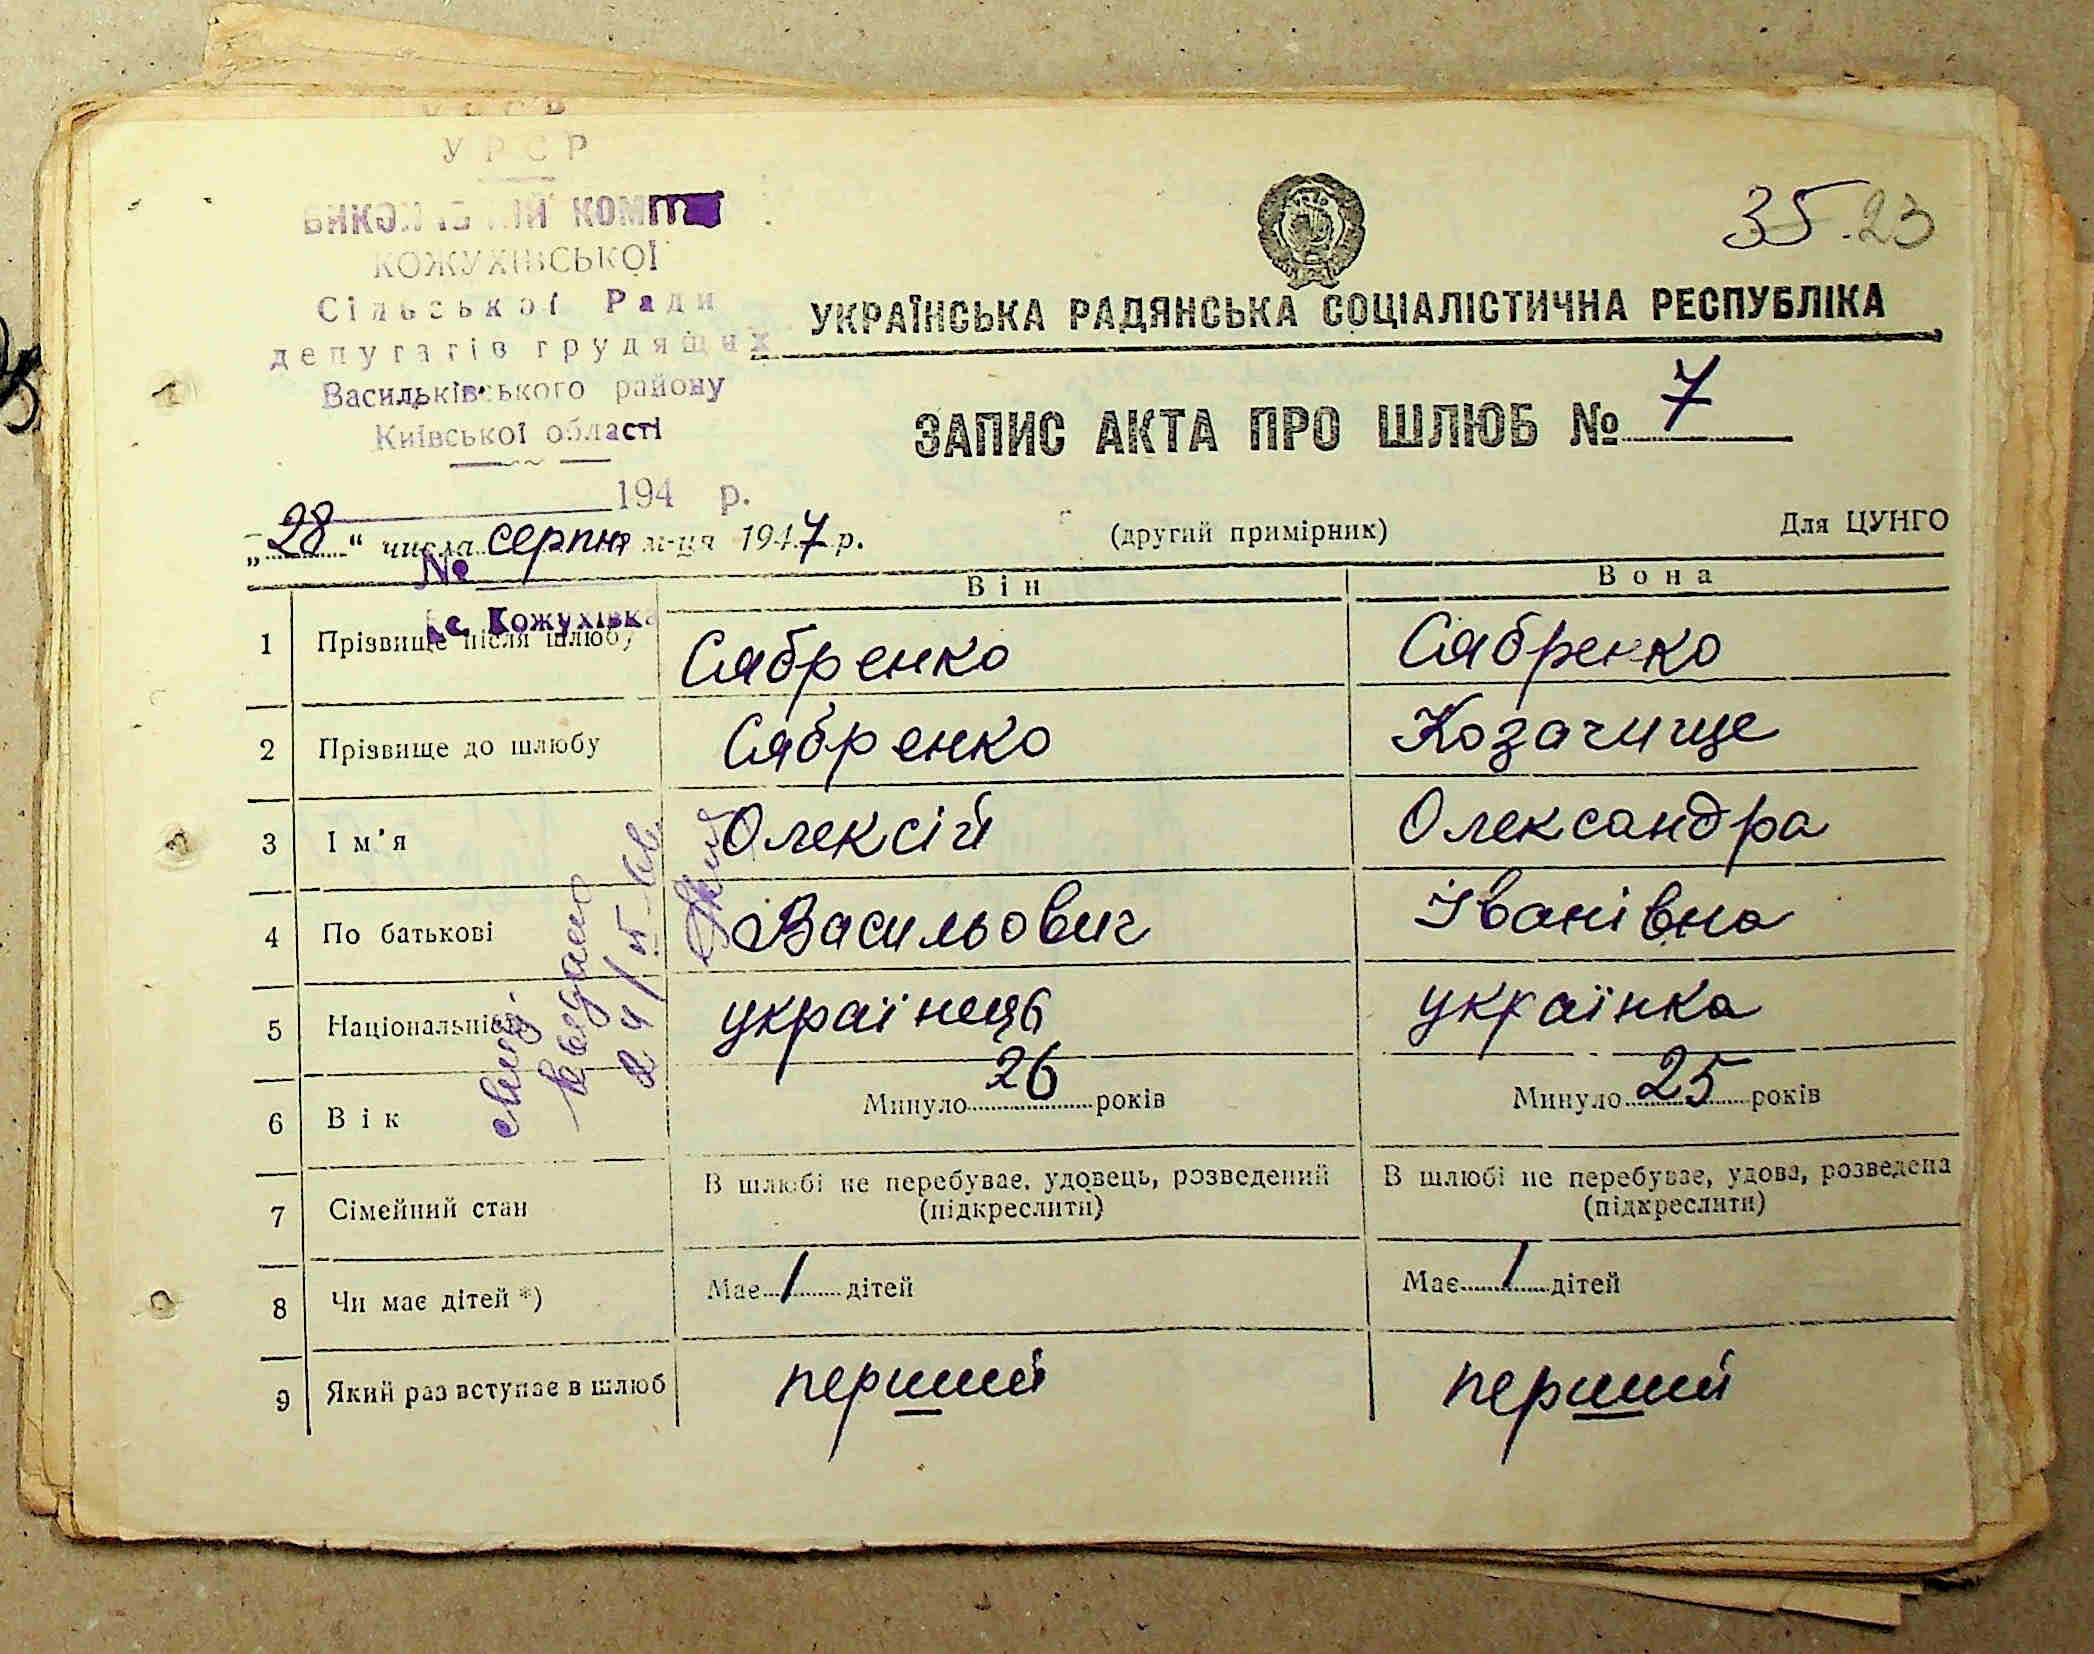 УРСР
УРСР
ВИКОНАВЧИЙ КОМІТЕТ
КОЖУХІВСЬКОЇ
Сільської Ради
депутатів трудящих
Васильківського району
Київської області
194 р.
№
с. Кожухівка
35.23
УКРАЇНСЬКА РАДЯНСЬКА СОЦІАЛІСТИЧНА РЕСПУБЛІКА
ЗАПИС АКТА ПРО ШЛЮБ № 7
„28“ числа серпня м-ця 1947 р. (другий примірник) Для ЦУНГО
Він Вона
1 Прізвище після шлюбу Сябренко Сябренко
2 Прізвище до шлюбу Сябренко Козачище
3 Ім'я Олексій Олександра
4 По батькові Васильович Іванівна
5 Національність українець українка
6 Вік Минуло 26 років Минуло 25 років
7 Сімейний стан В шлюбі не перебуває, удовець, розведений (підкреслити) В шлюбі не перебуває, удова, розведена (підкреслити)
8 Чи має дітей *) Має 1 дітей Має 1 дітей
9 Який раз вступає в шлюб перший перший